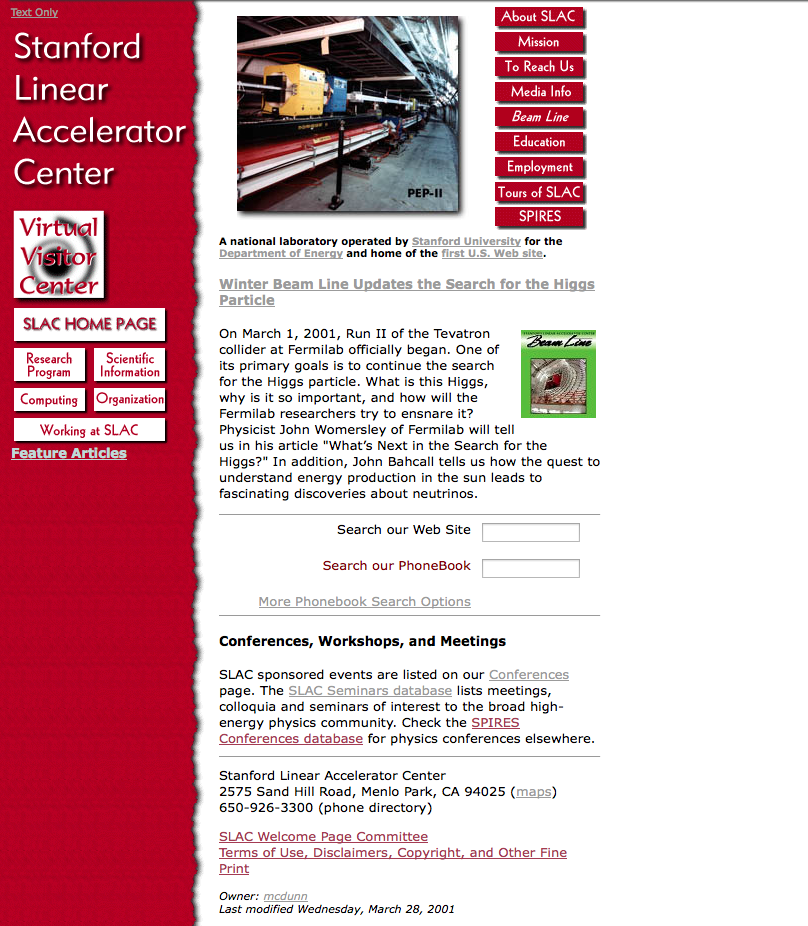 Text Only
Stanford
Linear
Accelerator
Center
Virtual
Visitor
Center
SLAC HOME PAGE
Research
Program
Scientific
Information
Computing
Organization
Working at SLAC
Feature Articles
PEP-II
About SLAC
Mission
To Reach Us
Media Info
Beam Line
Education
Employment
Tours of SLAC
SPIRES
A national laboratory operated by Stanford University for the
Department of Energy and home of the first U.S. Web site.
Winter Beam Line Updates the Search for the Higgs
Particle
On March 1, 2001, Run II of the Tevatron
collider at Fermilab officially began. One of
its primary goals is to continue the search
for the Higgs particle. What is this Higgs,
why is it so important, and how will the
Fermilab researchers try to ensnare it?
Physicist John Womersley of Fermilab will tell
us in his article "What’s Next in the Search for the
Higgs?" In addition, John Bahcall tells us how the quest to
understand energy production in the sun leads to
fascinating discoveries about neutrinos.
STANFORD LINEAR ACCELERATOR CENTER
Beam Line
Search our Web Site
Search our PhoneBook
More Phonebook Search Options
Conferences, Workshops, and Meetings
SLAC sponsored events are listed on our Conferences
page. The SLAC Seminars database lists meetings,
colloquia and seminars of interest to the broad high-
energy physics community. Check the SPIRES
Conferences database for physics conferences elsewhere.
Stanford Linear Accelerator Center
2575 Sand Hill Road, Menlo Park, CA 94025 (maps)
650-926-3300 (phone directory)
SLAC Welcome Page Committee
Terms of Use, Disclaimers, Copyright, and Other Fine
Print
Owner: mcdunn
Last modified Wednesday, March 28, 2001